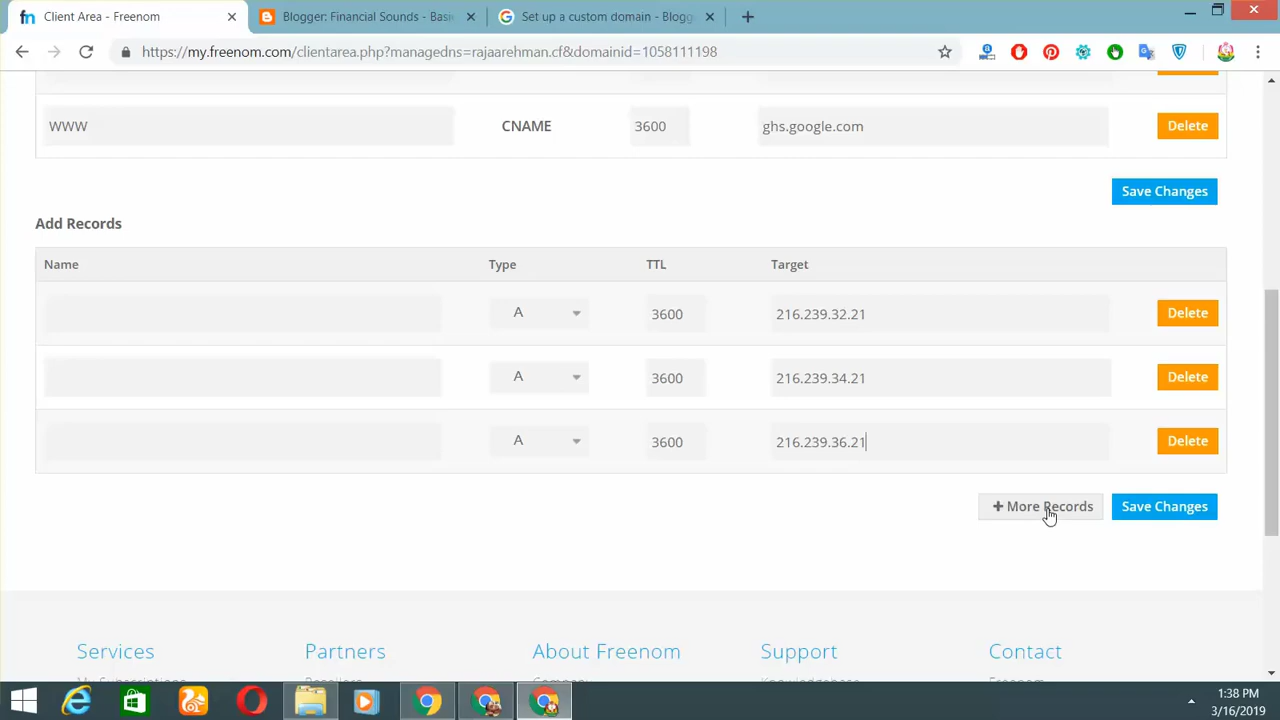 Client Area - Freenom
Blogger: Financial Sounds - Basi
Set up a custom domain - Blogg
https://my.freenom.com/clientarea.php?managedns=rajaarehman.cf&domainid=1058111198
WWW CNAME 3600 ghs.google.com Delete
Save Changes
Add Records
Name Type TTL Target
A 3600 216.239.32.21 Delete
A 3600 216.239.34.21 Delete
A 3600 216.239.36.21 Delete
+ More Records Save Changes
Services Partners About Freenom Support Contact
1:38 PM
3/16/2019